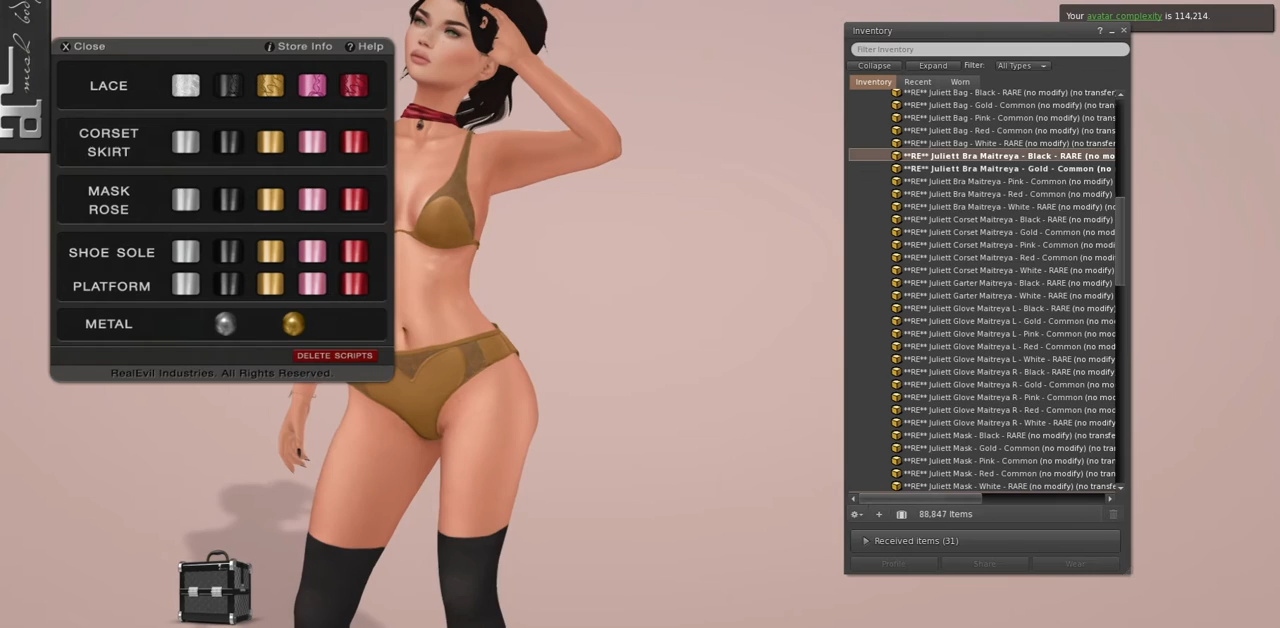 mesh body
Your avatar complexity is 114,214.
X Close
i Store Info
? Help
LACE
CORSET
SKIRT
MASK
ROSE
SHOE SOLE
PLATFORM
METAL
DELETE SCRIPTS
RealEvil Industries. All Rights Reserved.
Inventory
?
Filter Inventory
Collapse Expand Filter: All Types
Inventory Recent Worn
**RE** Juliett Bag - Black - RARE (no modify) (no transfer
**RE** Juliett Bag - Gold - Common (no modify) (no tran
**RE** Juliett Bag - Pink - Common (no modify) (no trans
**RE** Juliett Bag - Red - Common (no modify) (no trans
**RE** Juliett Bag - White - RARE (no modify) (no transfer
**RE** Juliett Bra Maitreya - Black - RARE (no mo
**RE** Juliett Bra Maitreya - Gold - Common (no
**RE** Juliett Bra Maitreya - Pink - Common (no modify)
**RE** Juliett Bra Maitreya - Red - Common (no modify)
**RE** Juliett Bra Maitreya - White - RARE (no modify) (no
**RE** Juliett Corset Maitreya - Black - RARE (no modify)
**RE** Juliett Corset Maitreya - Gold - Common (no modi
**RE** Juliett Corset Maitreya - Pink - Common (no modi
**RE** Juliett Corset Maitreya - Red - Common (no modif
**RE** Juliett Corset Maitreya - White - RARE (no modify)
**RE** Juliett Garter Maitreya - Black - RARE (no modify)
**RE** Juliett Garter Maitreya - White - RARE (no modify)
**RE** Juliett Glove Maitreya L - Black - RARE (no modify)
**RE** Juliett Glove Maitreya L - Gold - Common (no mod
**RE** Juliett Glove Maitreya L - Pink - Common (no mod
**RE** Juliett Glove Maitreya L - Red - Common (no mod
**RE** Juliett Glove Maitreya L - White - RARE (no modify)
**RE** Juliett Glove Maitreya R - Black - RARE (no modify)
**RE** Juliett Glove Maitreya R - Gold - Common (no mo
**RE** Juliett Glove Maitreya R - Pink - Common (no mod
**RE** Juliett Glove Maitreya R - Red - Common (no mod
**RE** Juliett Glove Maitreya R - White - RARE (no modify)
**RE** Juliett Mask - Black - RARE (no modify) (no transfe
**RE** Juliett Mask - Gold - Common (no modify) (no tra
**RE** Juliett Mask - Pink - Common (no modify) (no tran
**RE** Juliett Mask - Red - Common (no modify) (no tran
**RE** Juliett Mask - White - RARE (no modify) (no transfe
88,847 Items
Received items (31)
Profile Share Wear